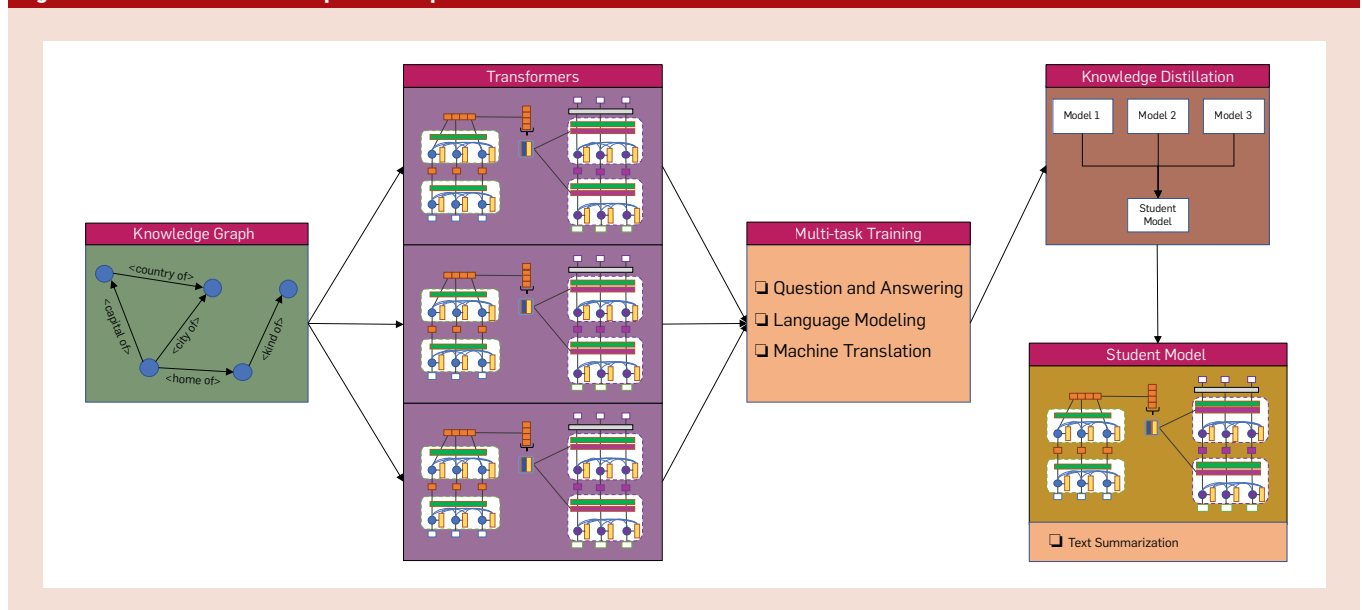 Transformers
Knowledge Distillation
Model 1
Model 2
Model 3
Student
Model
Knowledge Graph
<country of>
<capital of>
<city of>
<kind of>
<home of>
Multi-task Training
❏ Question and Answering
❏ Language Modeling
❏ Machine Translation
Student Model
❏ Text Summarization